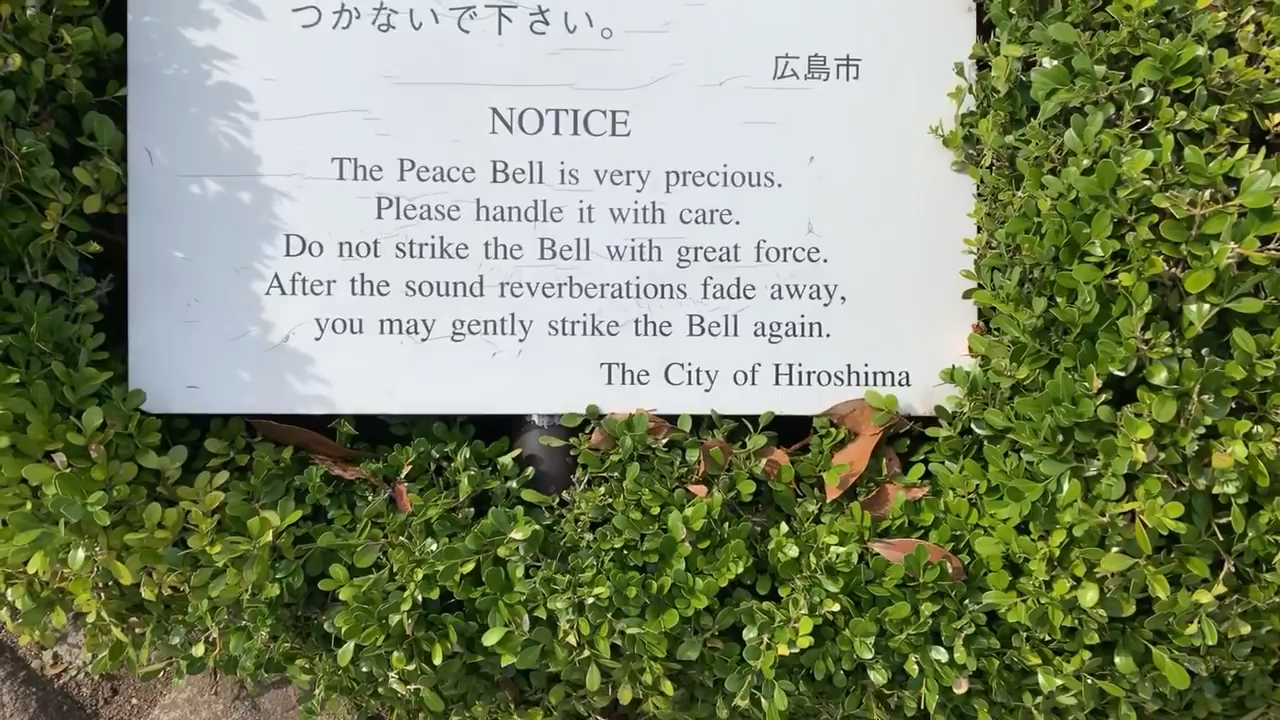 つかないで下さい。
広島市
NOTICE
The Peace Bell is very precious.
Please handle it with care.
Do not strike the Bell with great force.
After the sound reverberations fade away,
you may gently strike the Bell again.
The City of Hiroshima